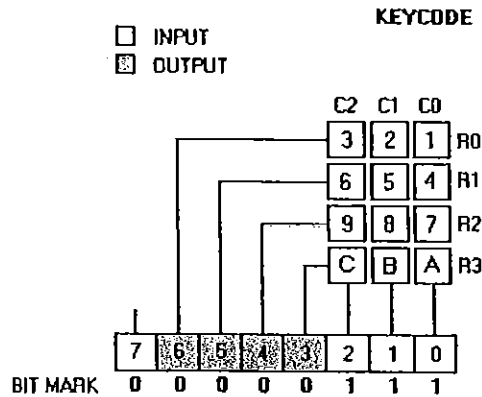 KEYCODE
INPUT
OUTPUT
C2 C1 C0
3 2 1 R0
6 5 4 R1
9 8 7 R2
C B A R3
7 6 5 4 3 2 1 0
BIT MARK 0 0 0 0 0 1 1 1